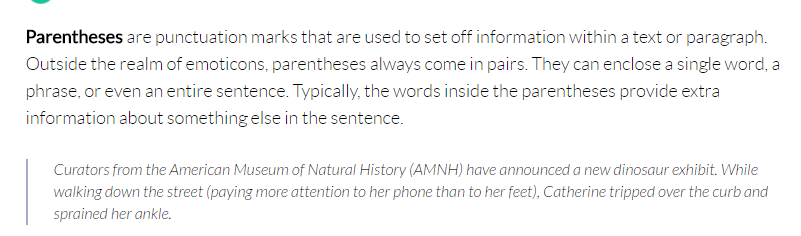 Parentheses are punctuation marks that are used to set off information within a text or paragraph.
Outside the realm of emoticons, parentheses always come in pairs. They can enclose a single word, a
phrase, or even an entire sentence. Typically, the words inside the parentheses provide extra
information about something else in the sentence.
Curators from the American Museum of Natural History (AMNH) have announced a new dinosaur exhibit. While
walking down the street (paying more attention to her phone than to her feet), Catherine tripped over the curb and
sprained her ankle.